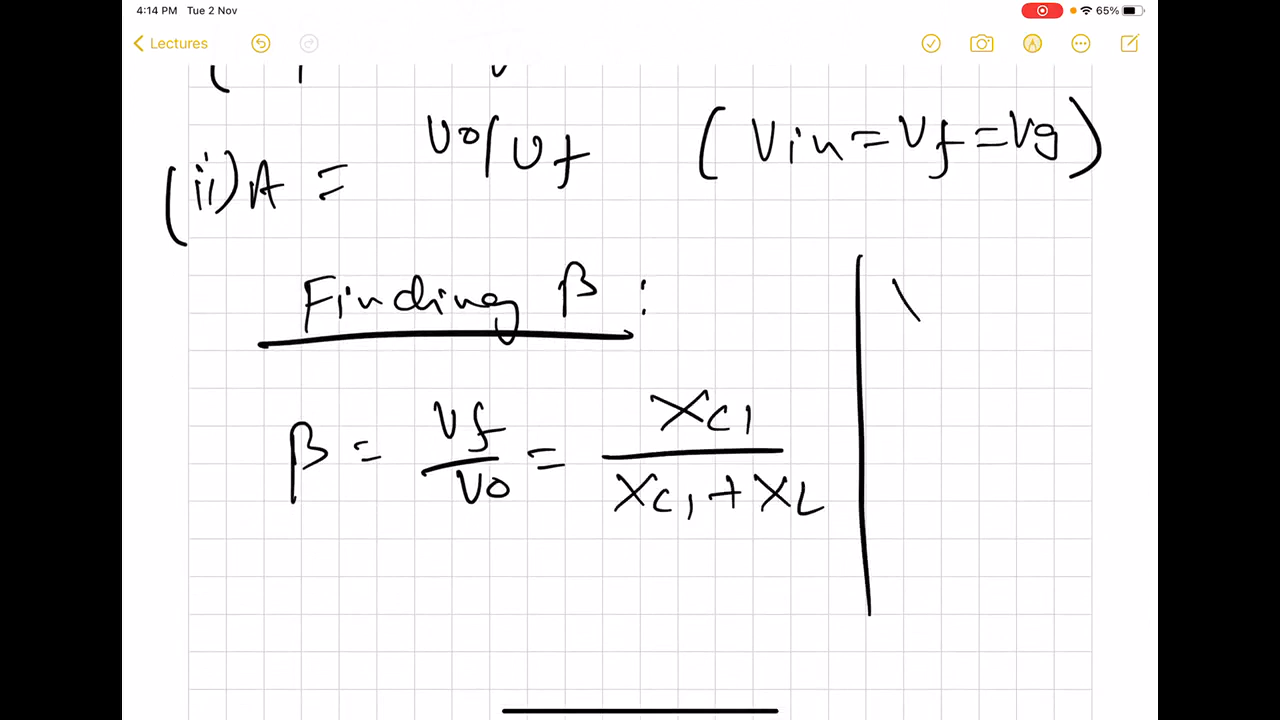 4:14 PM Tue 2 Nov 65%
Lectures
(ii) A = Vo/Vf (Vin = Vf = Vg)
Finding β :
β = Vf/Vo = XC1/(XC1 + XL)